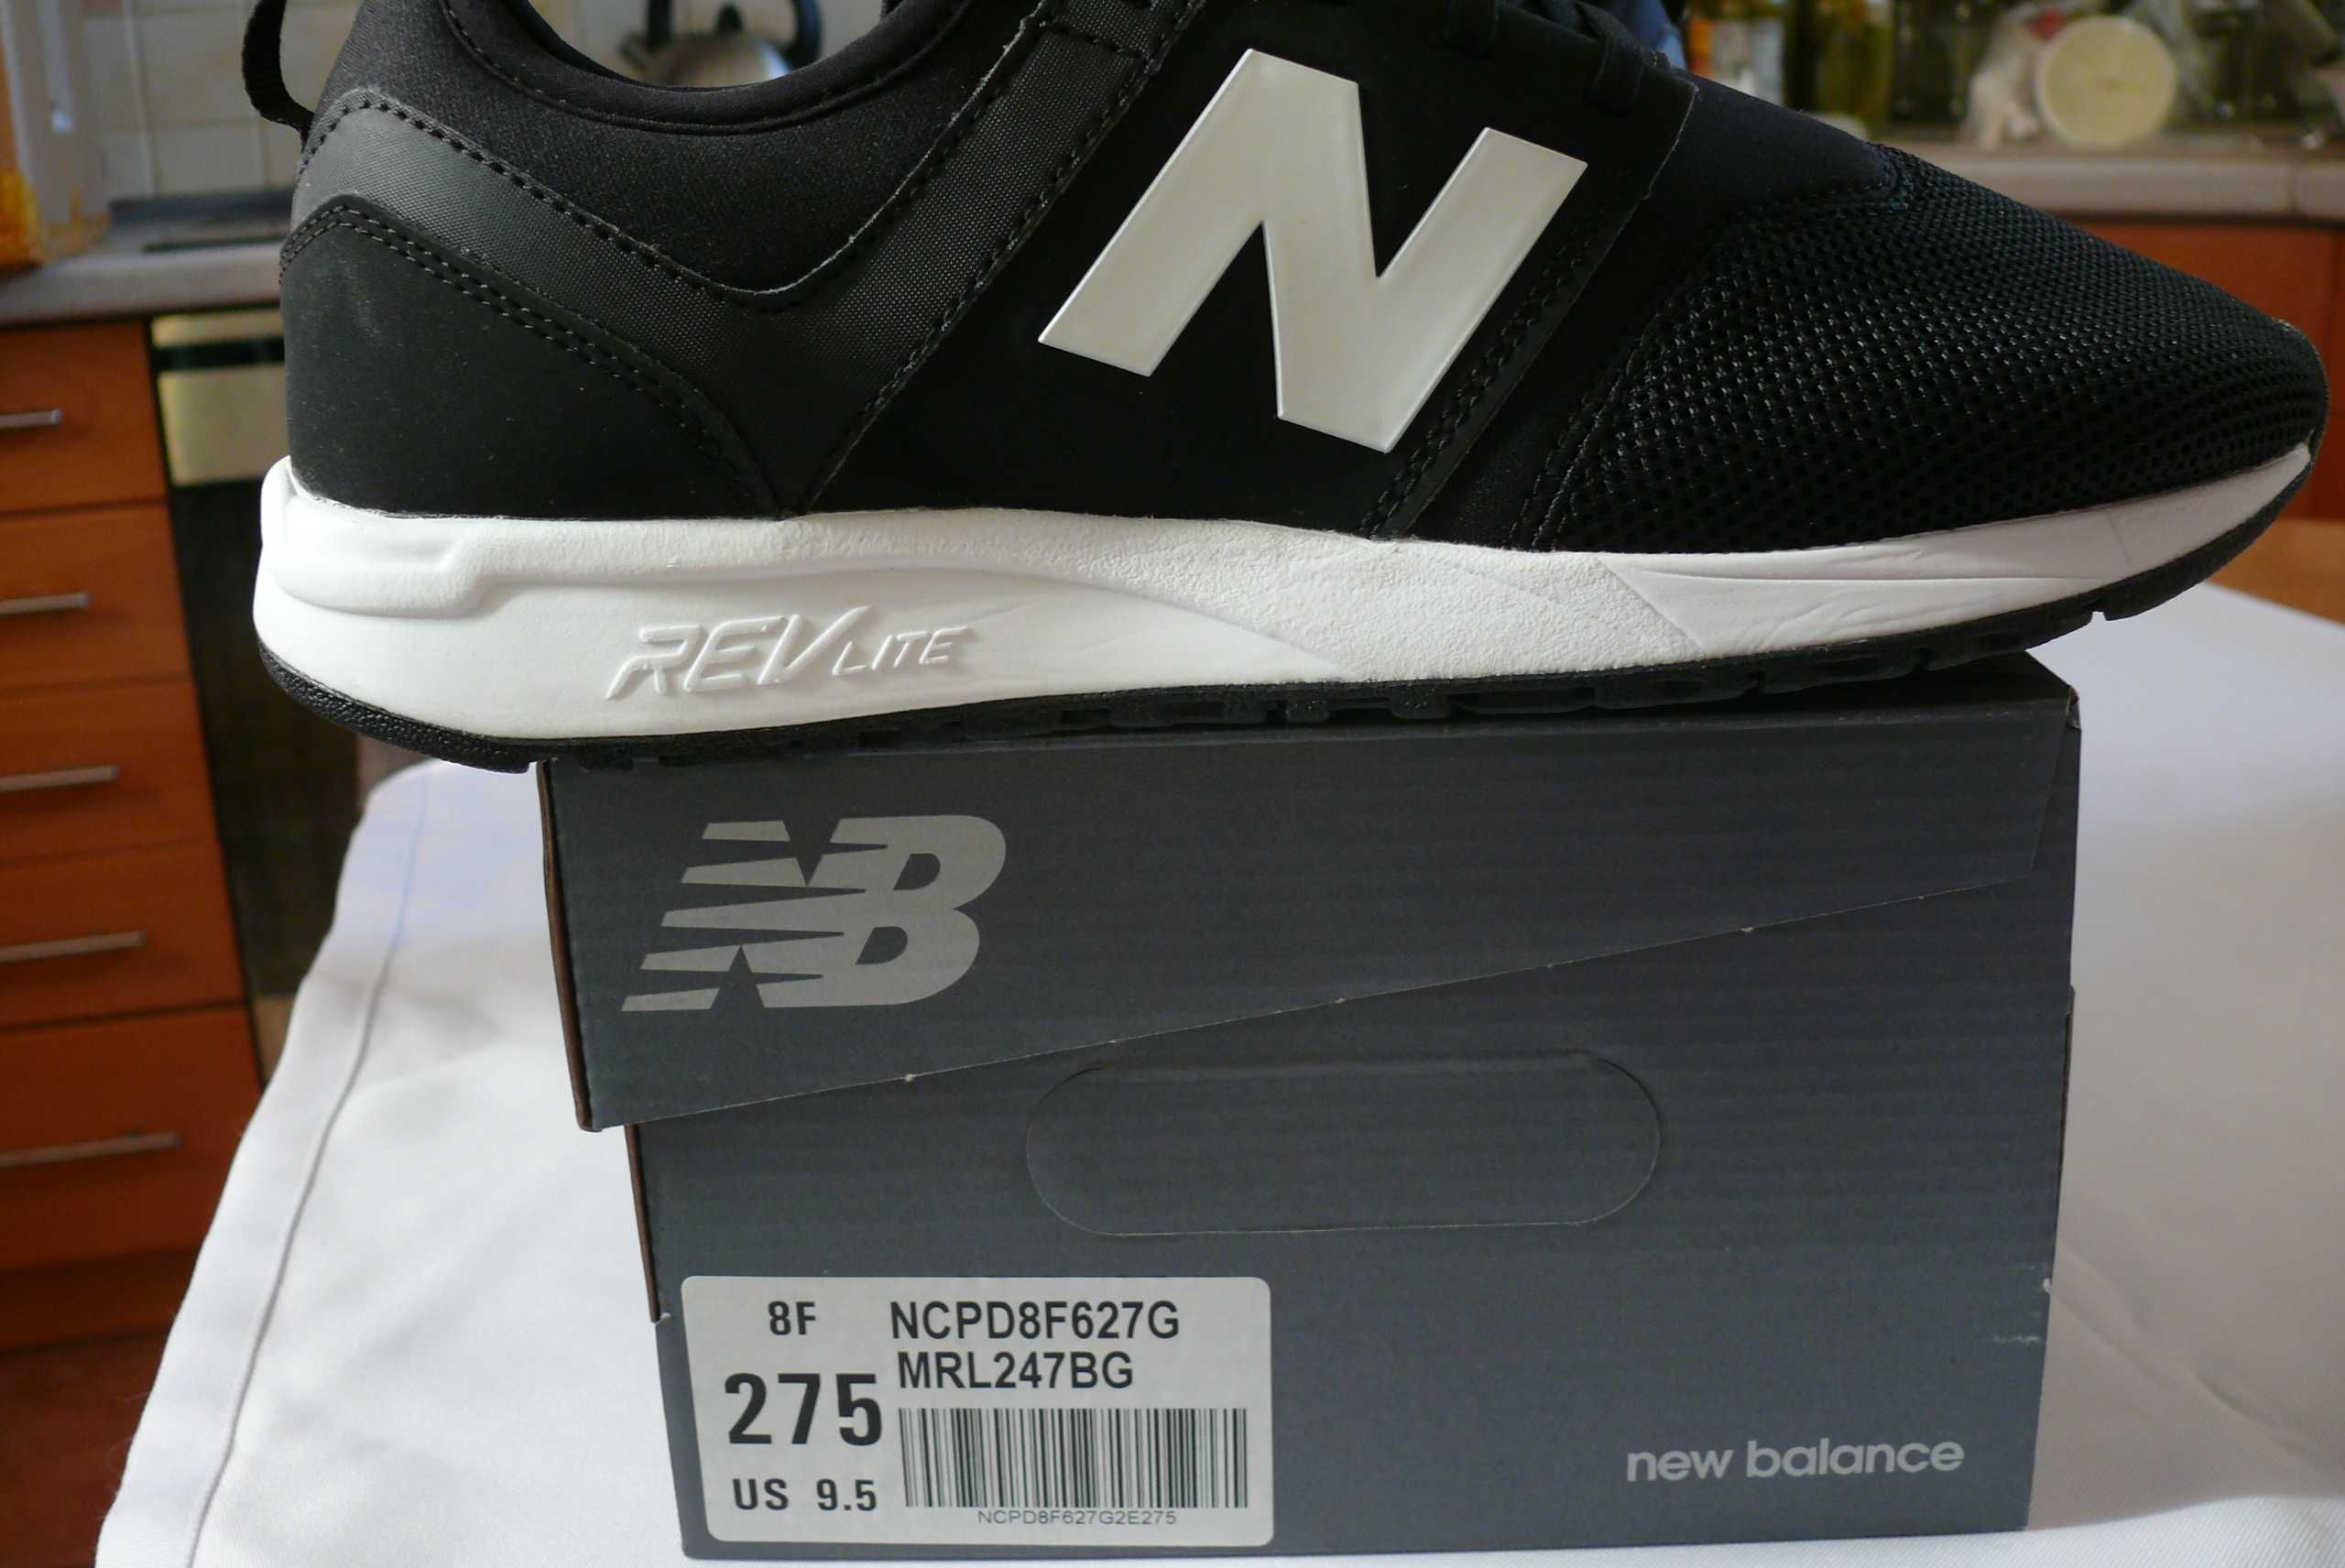 N
REVLITE
NB
8F NCPD8F627G
MRL247BG
275
US 9.5
NCPD8F627G2E275
new balance